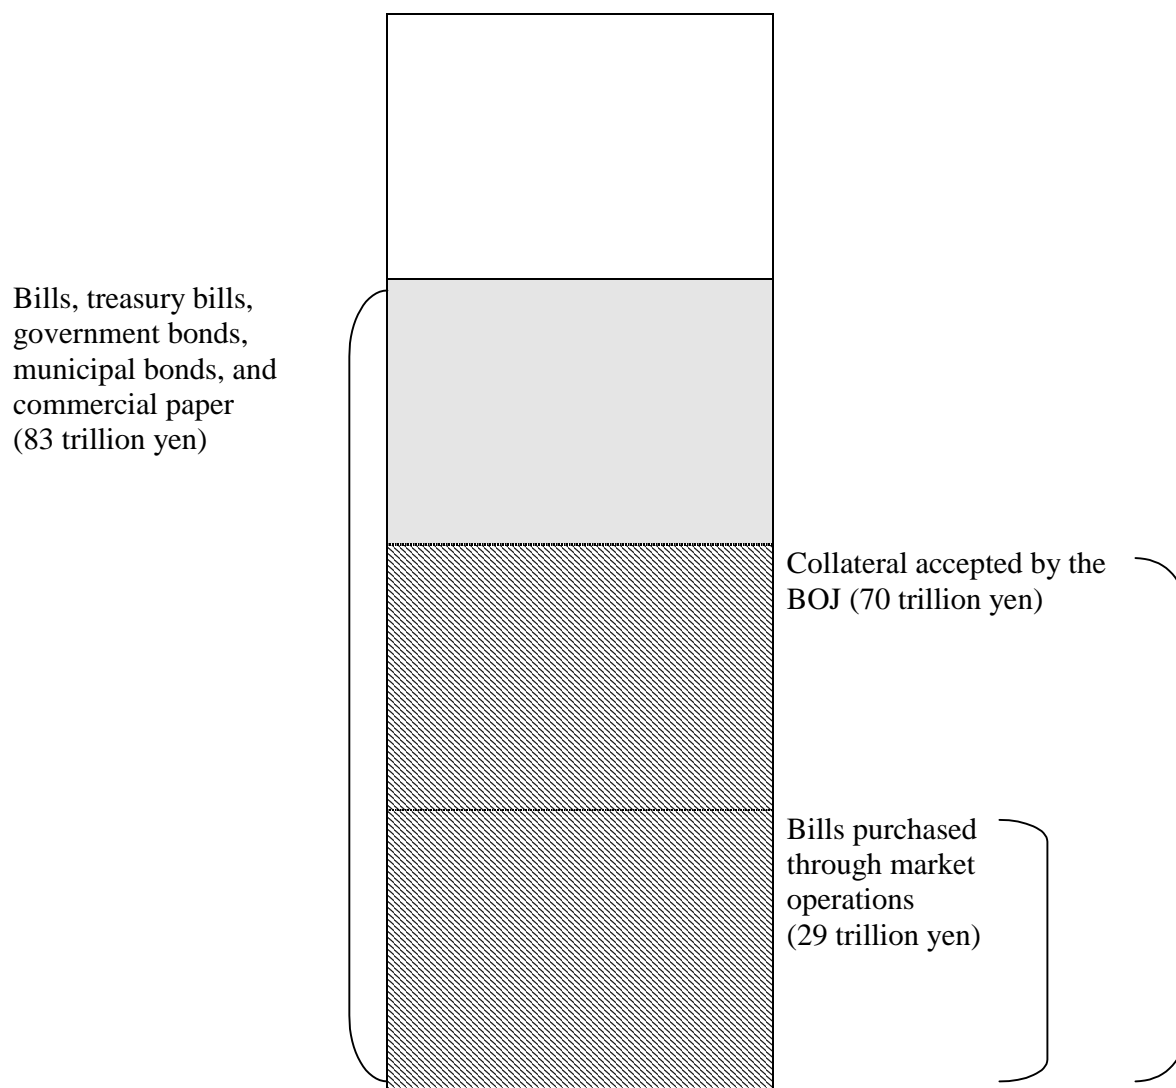 Bills, treasury bills,
government bonds,
municipal bonds, and
commercial paper
(83 trillion yen)
Collateral accepted by the
BOJ (70 trillion yen)
Bills purchased
through market
operations
(29 trillion yen)